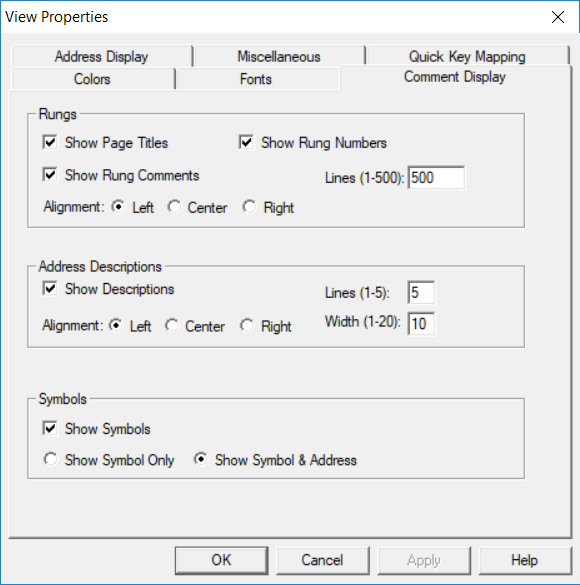 View Properties
Address Display Miscellaneous Quick Key Mapping
Colors Fonts Comment Display
Rungs
Show Page Titles Show Rung Numbers
Show Rung Comments Lines (1-500): 500
Alignment: Left Center Right
Address Descriptions
Show Descriptions Lines (1-5): 5
Alignment: Left Center Right Width (1-20): 10
Symbols
Show Symbols
Show Symbol Only Show Symbol & Address
OK Cancel Apply Help